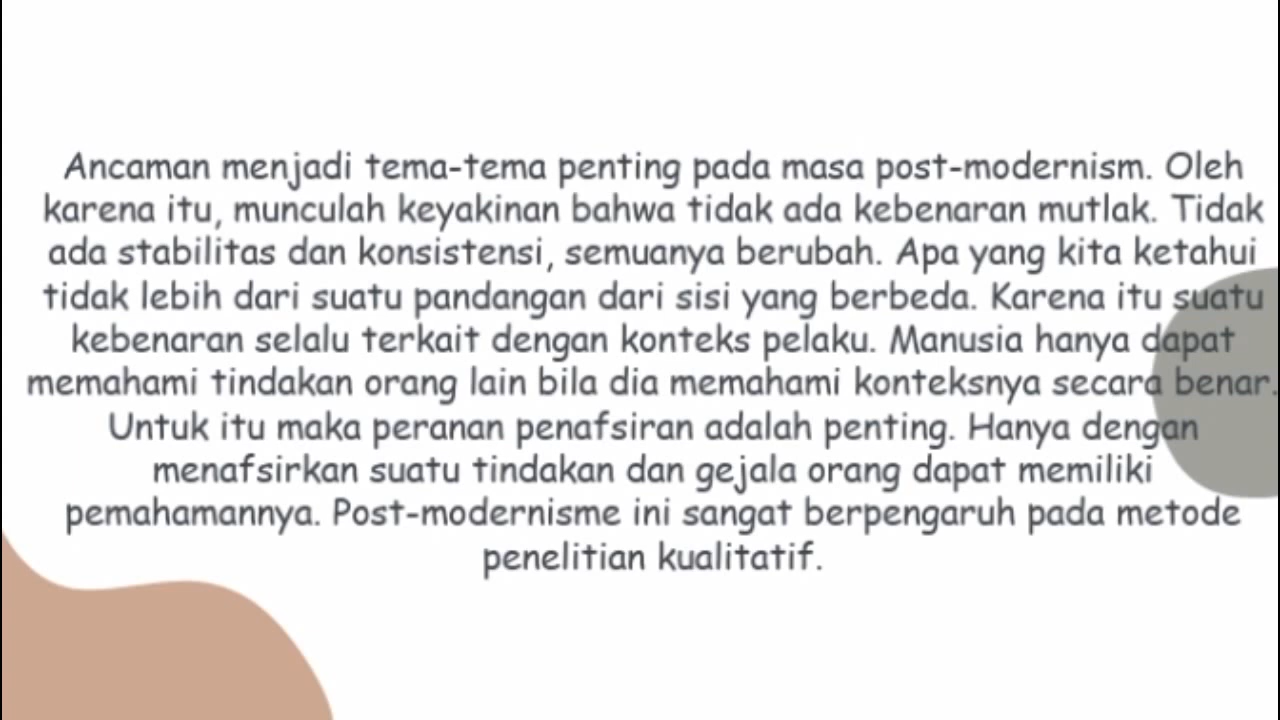 Ancaman menjadi tema-tema penting pada masa post-modernism. Oleh
karena itu, munculah keyakinan bahwa tidak ada kebenaran mutlak. Tidak
ada stabilitas dan konsistensi, semuanya berubah. Apa yang kita ketahui
tidak lebih dari suatu pandangan dari sisi yang berbeda. Karena itu suatu
kebenaran selalu terkait dengan konteks pelaku. Manusia hanya dapat
memahami tindakan orang lain bila dia memahami konteksnya secara benar.
Untuk itu maka peranan penafsiran adalah penting. Hanya dengan
menafsirkan suatu tindakan dan gejala orang dapat memiliki
pemahamannya. Post-modernisme ini sangat berpengaruh pada metode
penelitian kualitatif.